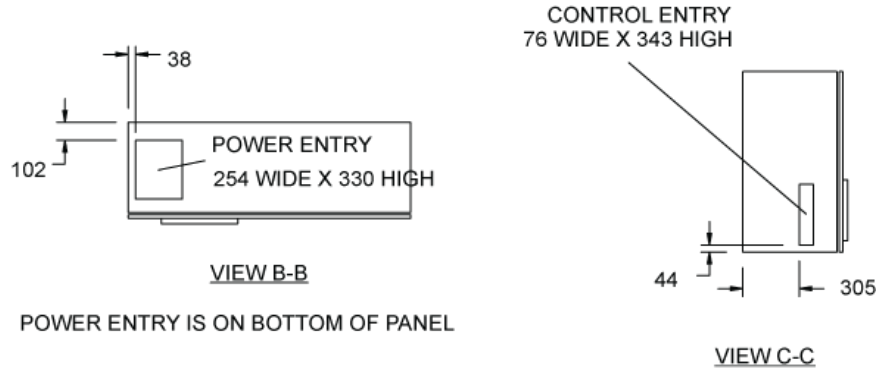 CONTROL ENTRY
76 WIDE X 343 HIGH
38
102
POWER ENTRY
254 WIDE X 330 HIGH
VIEW B-B
POWER ENTRY IS ON BOTTOM OF PANEL
44
305
VIEW C-C